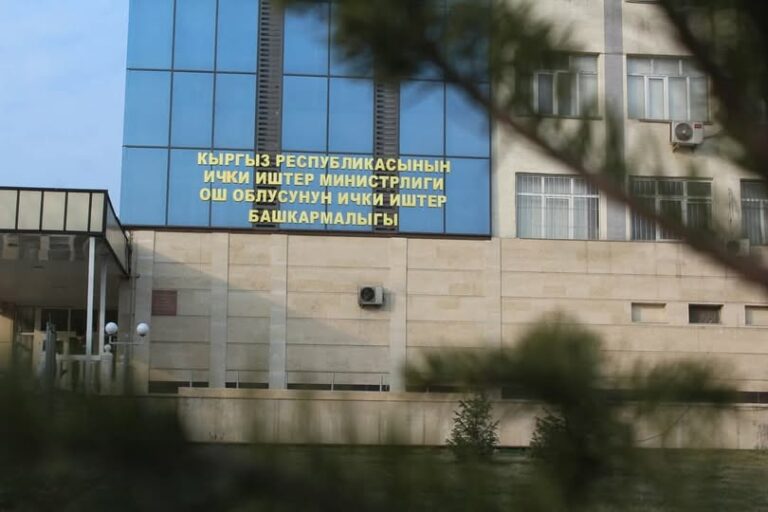 КЫРГЫЗ РЕСПУБЛИКАСЫНЫН
ИЧКИ ИШТЕР МИНИСТРЛИГИ
ОШ ОБЛУСУНУН ИЧКИ ИШТЕР
БАШКАРМАЛЫГЫ